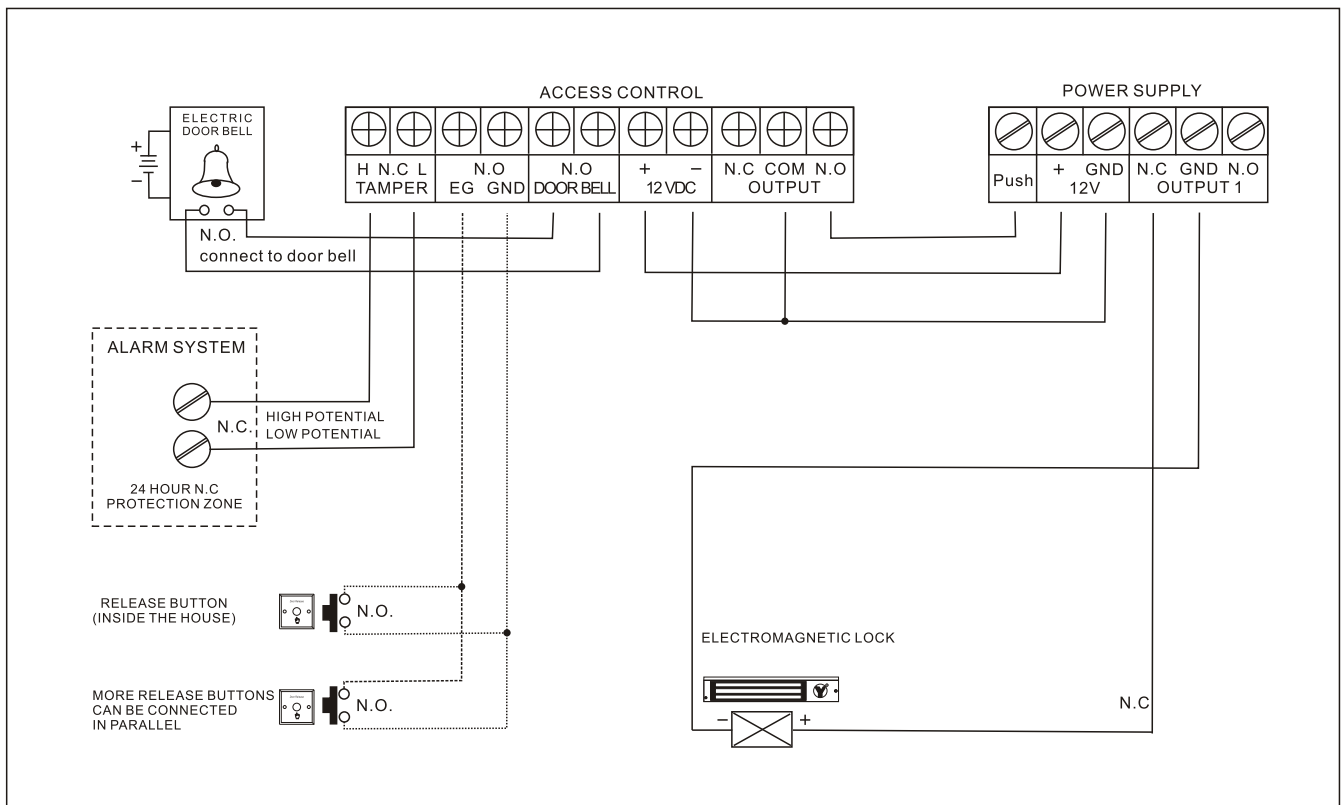 ACCESS CONTROL
POWER SUPPLY
ELECTRIC
DOOR BELL
+
−
H N.C L
TAMPER
N.O
EG GND
N.O
DOOR BELL
+ −
12 VDC
N.C COM N.O
OUTPUT
Push
+ GND
12V
N.C GND N.O
OUTPUT 1
N.O.
connect to door bell
ALARM SYSTEM
N.C.
HIGH POTENTIAL
LOW POTENTIAL
24 HOUR N.C
PROTECTION ZONE
RELEASE BUTTON
(INSIDE THE HOUSE)
N.O.
MORE RELEASE BUTTONS
CAN BE CONNECTED
IN PARALLEL
N.O.
ELECTROMAGNETIC LOCK
− +
N.C